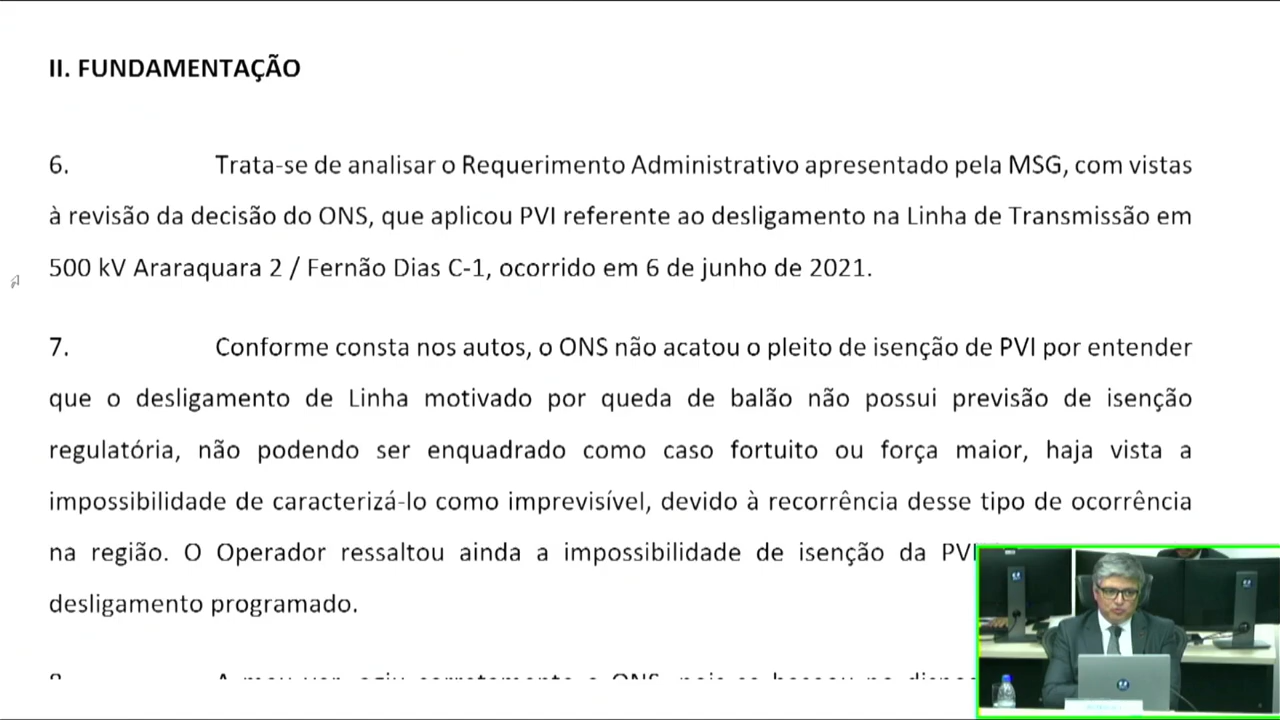 II. FUNDAMENTAÇÃO
6. Trata-se de analisar o Requerimento Administrativo apresentado pela MSG, com vistas
à revisão da decisão do ONS, que aplicou PVI referente ao desligamento na Linha de Transmissão em
500 kV Araraquara 2 / Fernão Dias C-1, ocorrido em 6 de junho de 2021.
7. Conforme consta nos autos, o ONS não acatou o pleito de isenção de PVI por entender
que o desligamento de Linha motivado por queda de balão não possui previsão de isenção
regulatória, não podendo ser enquadrado como caso fortuito ou força maior, haja vista a
impossibilidade de caracterizá-lo como imprevisível, devido à recorrência desse tipo de ocorrência
na região. O Operador ressaltou ainda a impossibilidade de isenção da PVI
desligamento programado.